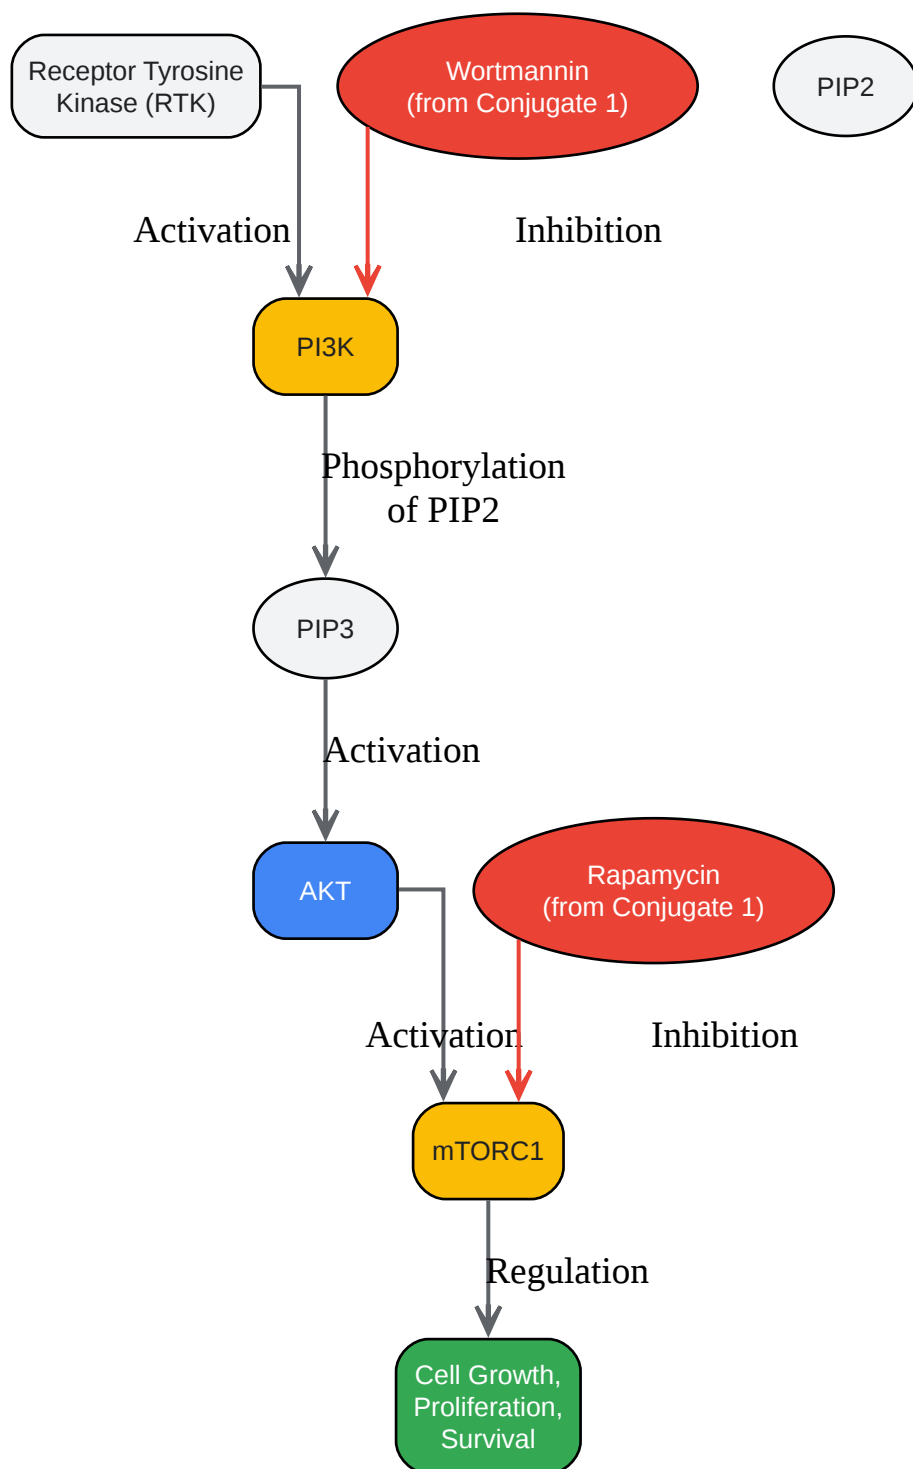 Receptor Tyrosine
Kinase (RTK)
Wortmannin
(from Conjugate 1)
PIP2
Activation
Inhibition
PI3K
Phosphorylation
of PIP2
PIP3
Activation
AKT
Rapamycin
(from Conjugate 1)
Activation
Inhibition
mTORC1
Regulation
Cell Growth,
Proliferation,
Survival